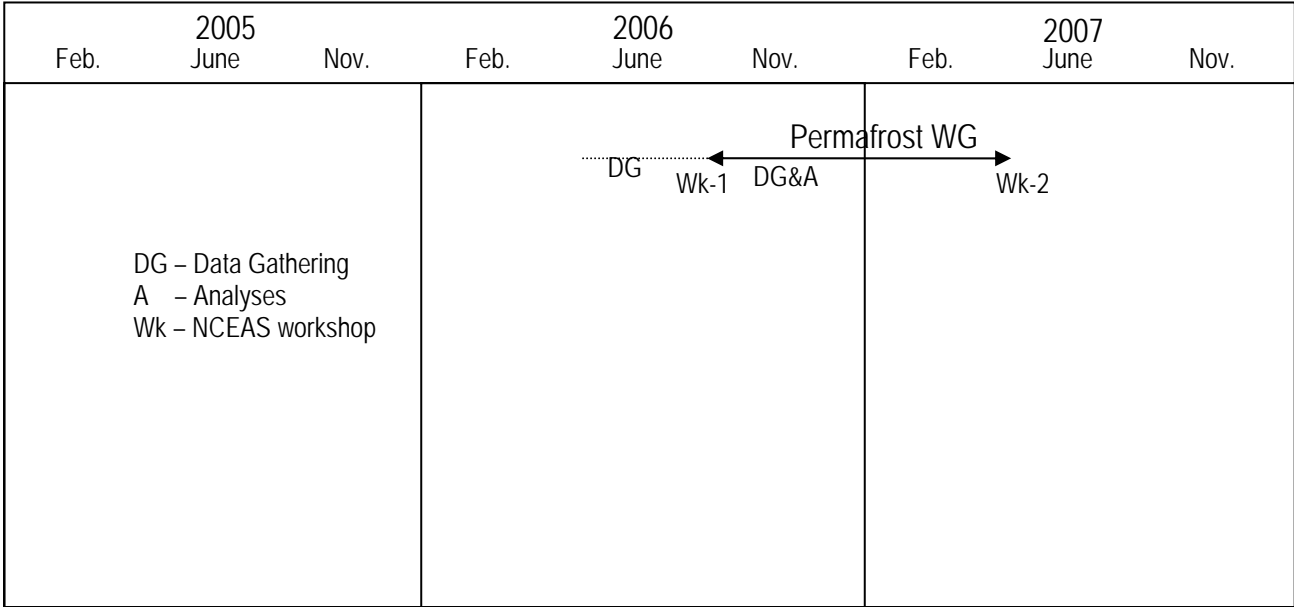 2005 2006 2007
Feb. June Nov. Feb. June Nov. Feb. June Nov.
Permafrost WG
DG Wk-1 DG&A Wk-2
DG – Data Gathering
A – Analyses
Wk – NCEAS workshop